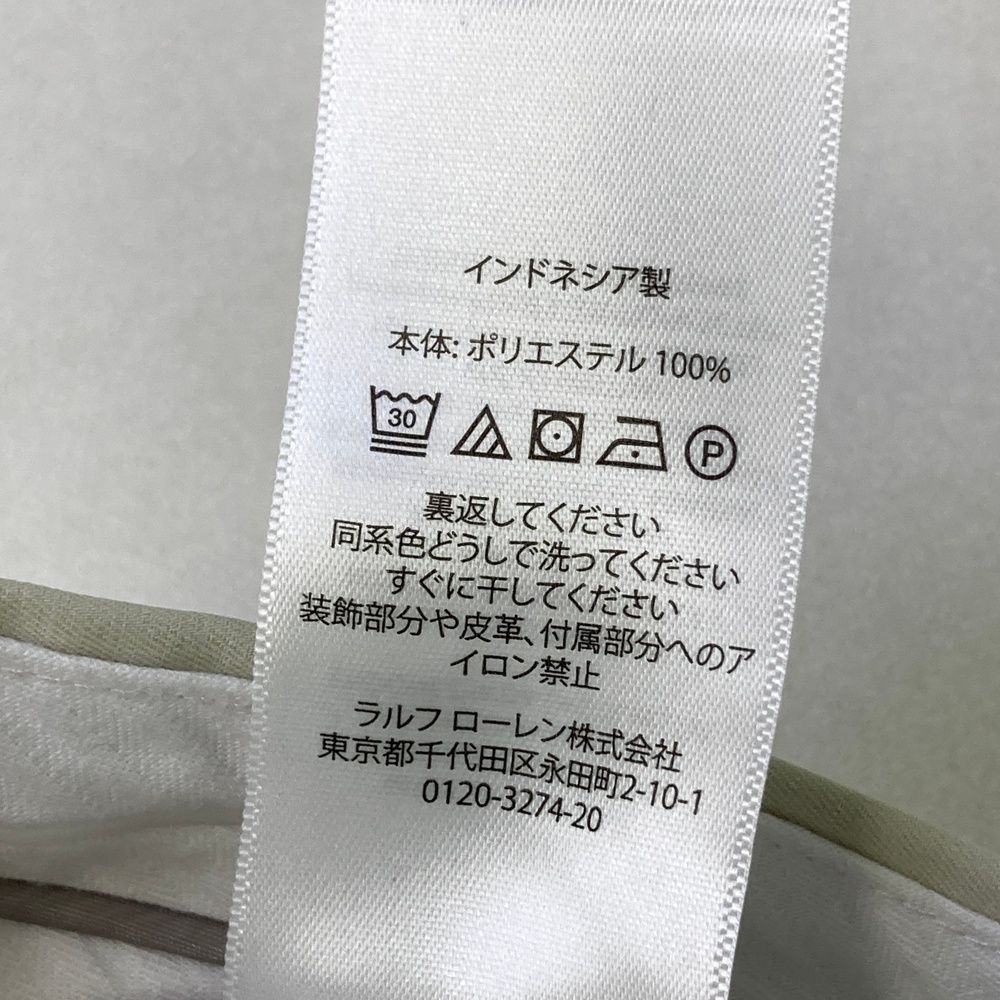 インドネシア製
本体: ポリエステル 100%
30
P
裏返してください
同系色どうしで洗ってください
すぐに干してください
装飾部分や皮革、付属部分へのア
イロン禁止
ラルフ ローレン株式会社
東京都千代田区永田町2-10-1
0120-3274-20